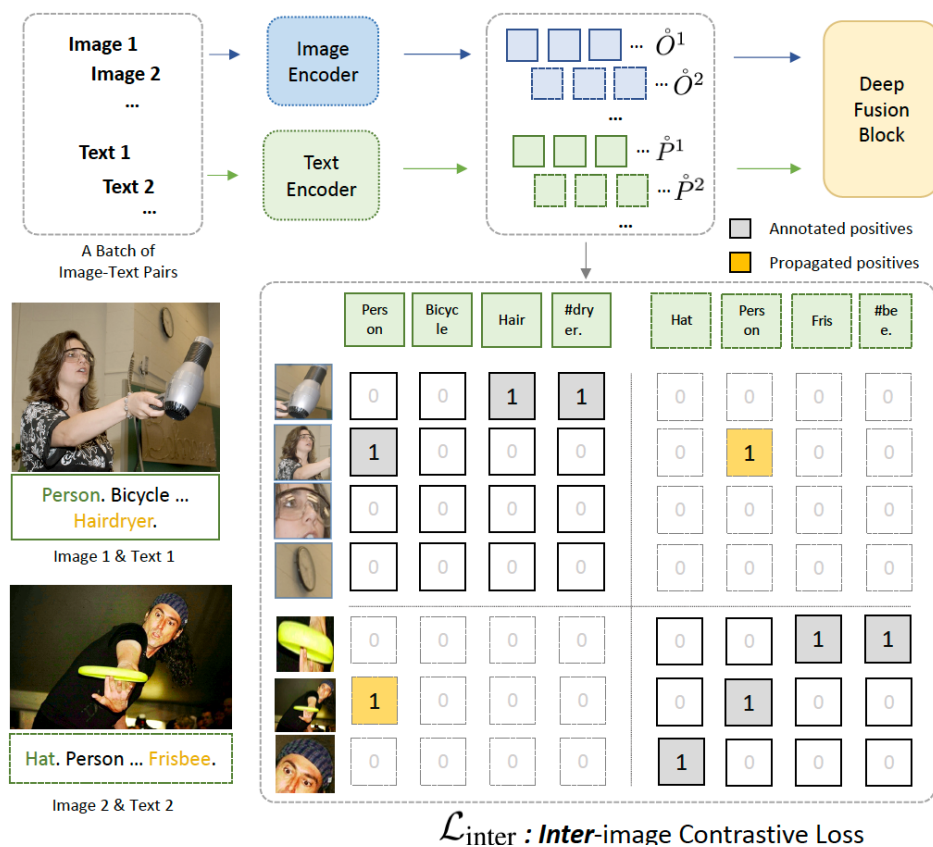 Image 1
Image 2
...
Text 1
Text 2
...
A Batch of
Image-Text Pairs
Image
Encoder
Text
Encoder
... O̊¹
... O̊²
...
... P̊¹
... P̊²
...
Deep
Fusion
Block
Annotated positives
Propagated positives
Person. Bicycle ...
Hairdryer.
Image 1 & Text 1
Hat. Person ... Frisbee.
Image 2 & Text 2
Pers
on
Bicyc
le
Hair
#dry
er.
Hat
Pers
on
Fris
#be
e.
0 0 1 1 0 0 0 0
1 0 0 0 0 1 0 0
0 0 0 0 0 0 0 0
0 0 0 0 0 0 0 0
0 0 0 0 0 0 1 1
1 0 0 0 0 1 0 0
0 0 0 0 1 0 0 0
ℒinter : Inter-image Contrastive Loss